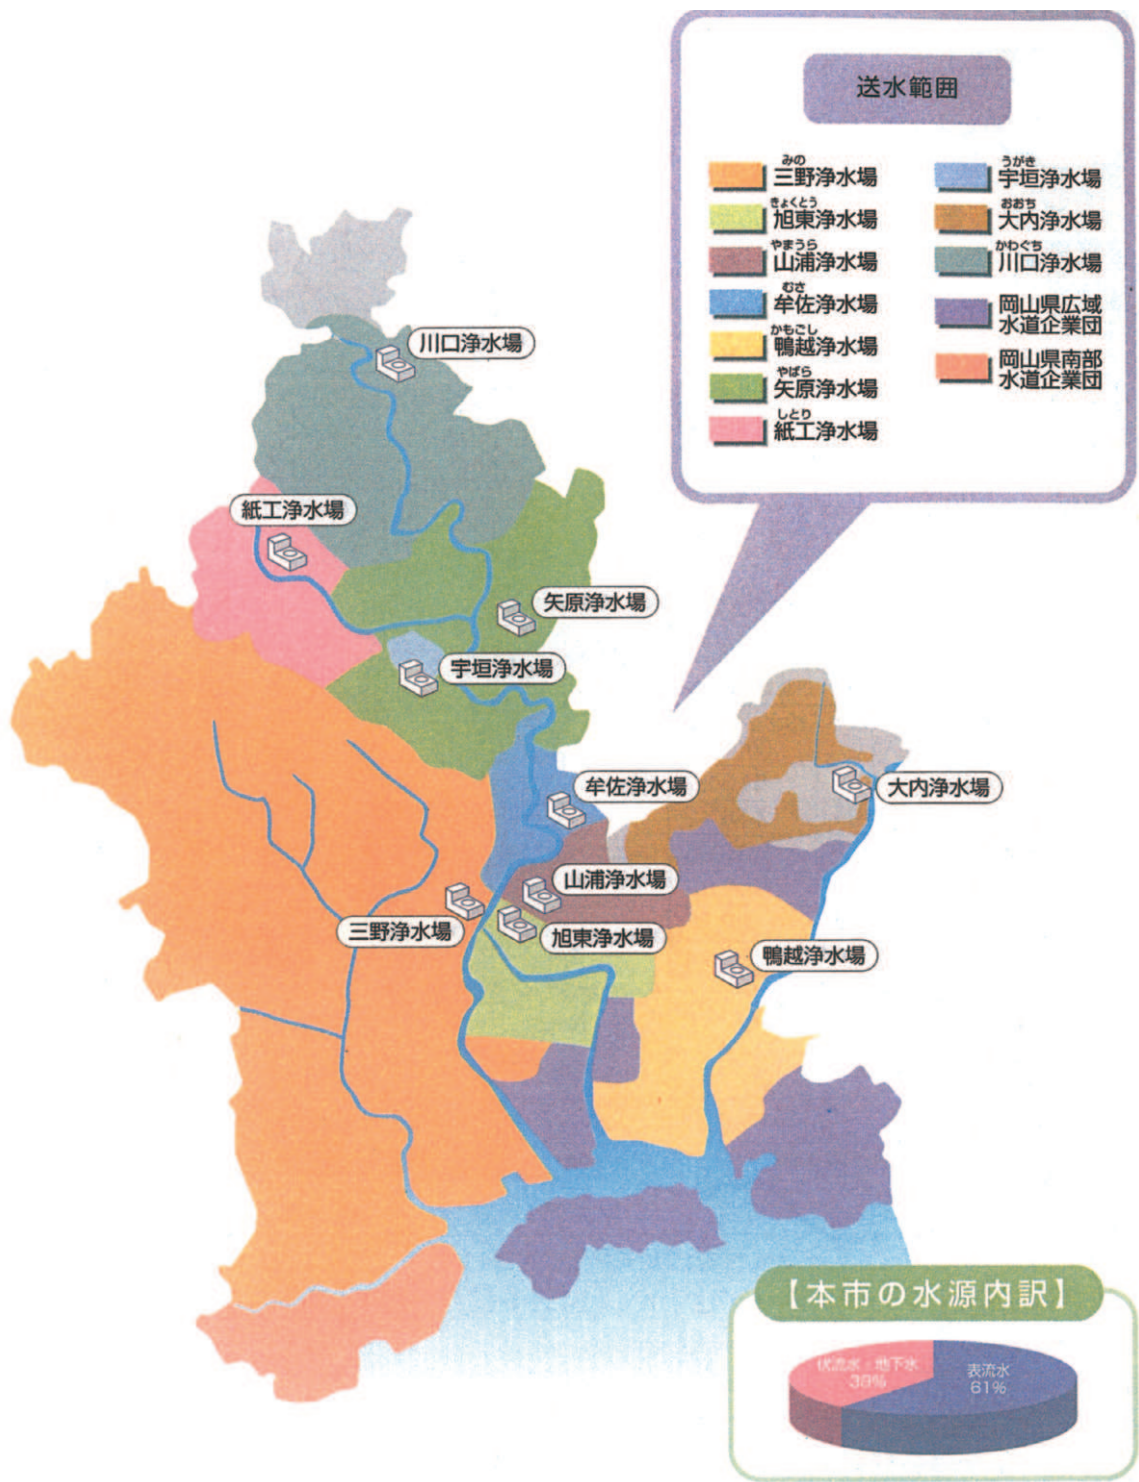 送水範囲
みの
三野浄水場
きょくとう
旭東浄水場
やまうら
山浦浄水場
むさ
牟佐浄水場
かもごし
鴨越浄水場
やばら
矢原浄水場
しとり
紙工浄水場
うがき
宇垣浄水場
おおち
大内浄水場
かわぐち
川口浄水場
岡山県広域
水道企業団
岡山県南部
水道企業団
川口浄水場
紙工浄水場
矢原浄水場
宇垣浄水場
牟佐浄水場
大内浄水場
山浦浄水場
三野浄水場
旭東浄水場
鴨越浄水場
【本市の水源内訳】
伏流水・地下水
39%
表流水
61%